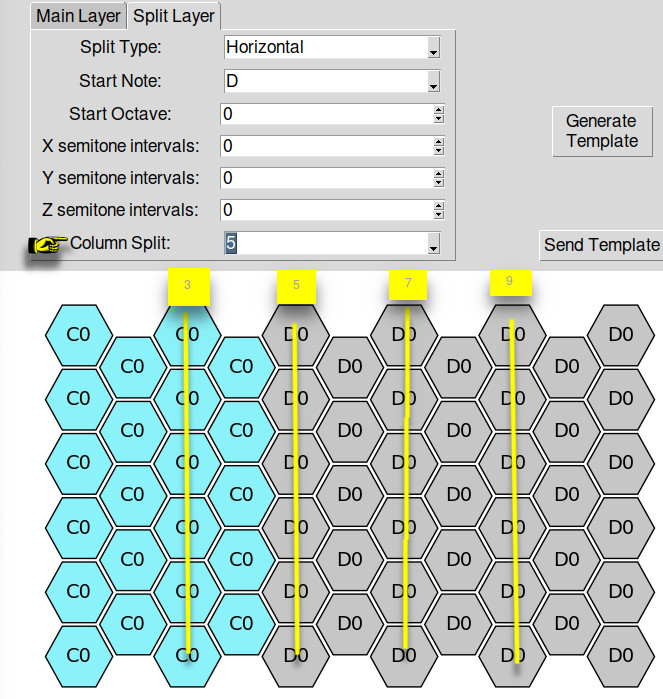 Main Layer Split Layer
Split Type: Horizontal
Start Note: D
Start Octave: 0
X semitone intervals: 0
Y semitone intervals: 0
Z semitone intervals: 0
Column Split: 5
Generate
Template
Send Template
3 5 7 9
C0 C0 D0 D0 D0 D0
C0 C0 D0 D0 D0
C0 C0 D0 D0 D0 D0
C0 C0 D0 D0 D0
C0 C0 D0 D0 D0 D0
C0 C0 D0 D0 D0
C0 C0 D0 D0 D0 D0
C0 C0 D0 D0 D0
C0 C0 D0 D0 D0 D0
C0 C0 D0 D0 D0
C0 C0 D0 D0 D0 D0